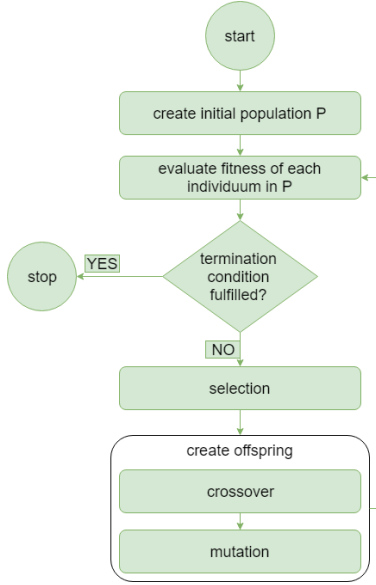 start
create initial population P
evaluate fitness of each
individuum in P
termination
condition
fulfilled?
YES
stop
NO
selection
create offspring
crossover
mutation